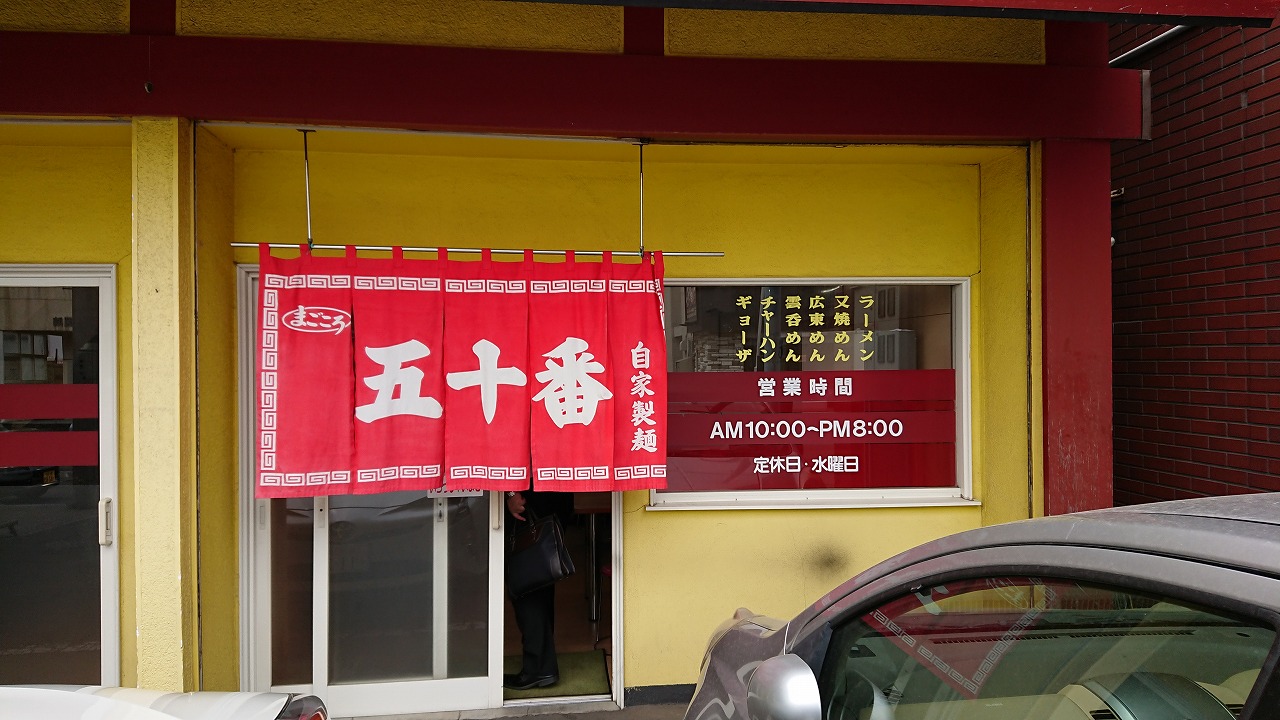 まごころ
五十番
自家製麺
ラーメン
叉焼めん
広東めん
雲呑めん
チャーハン
ギョーザ
営業時間
AM10:00~PM8:00
定休日・水曜日